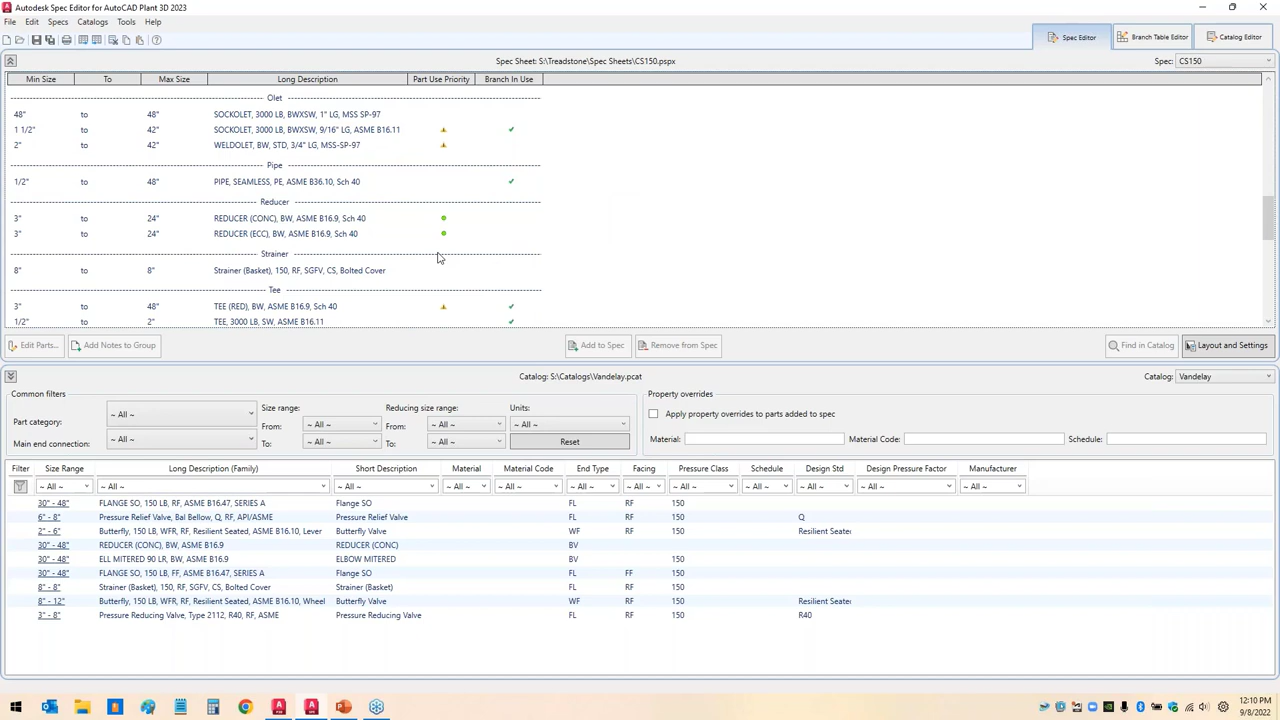 Autodesk Spec Editor for AutoCAD Plant 3D 2023
File Edit Specs Catalogs Tools Help
Spec Editor Branch Table Editor Catalog Editor
Spec Sheet: S:\Treadstone\Spec Sheets\CS150.pspx Spec: CS150
Min Size To Max Size Long Description Part Use Priority Branch In Use
Olet
48" to 48" SOCKOLET, 3000 LB, BWXSW, 1" LG, MSS SP-97
1 1/2" to 42" SOCKOLET, 3000 LB, BWXSW, 9/16" LG, ASME B16.11
2" to 42" WELDOLET, BW, STD, 3/4" LG, MSS-SP-97
Pipe
1/2" to 48" PIPE, SEAMLESS, PE, ASME B36.10, Sch 40
Reducer
3" to 24" REDUCER (CONC), BW, ASME B16.9, Sch 40
3" to 24" REDUCER (ECC), BW, ASME B16.9, Sch 40
Strainer
8" to 8" Strainer (Basket), 150, RF, SGFV, CS, Bolted Cover
Tee
3" to 48" TEE (RED), BW, ASME B16.9, Sch 40
1/2" to 2" TEE, 3000 LB, SW, ASME B16.11
Edit Parts... Add Notes to Group Add to Spec Remove from Spec Find in Catalog Layout and Settings
Catalog: S:\Catalogs\Vandelay.pcat Catalog: Vandelay
Common filters Property overrides
Part category: ~ All ~ Size range: Reducing size range: Units: Apply property overrides to parts added to spec
From: ~ All ~ From: ~ All ~ ~ All ~
Main end connection: ~ All ~ To: ~ All ~ To: ~ All ~ Reset Material: Material Code: Schedule:
Filter Size Range Long Description (Family) Short Description Material Material Code End Type Facing Pressure Class Schedule Design Std Design Pressure Factor Manufacturer
~ All ~ ~ All ~ ~ All ~ ~ All ~ ~ All ~ ~ All ~ ~ All ~ ~ All ~ ~ All ~ ~ All ~ ~ All ~ ~ All ~
30" - 48" FLANGE SO, 150 LB, RF, ASME B16.47, SERIES A Flange SO FL RF 150
6" - 8" Pressure Relief Valve, Bal Bellow, Q, RF, API/ASME Pressure Relief Valve FL RF 150 Q
2" - 6" Butterfly, 150 LB, WFR, RF, Resilient Seated, ASME B16.10, Lever Butterfly Valve WF RF 150 Resilient Seated
30" - 48" REDUCER (CONC), BW, ASME B16.9 REDUCER (CONC) BV
30" - 48" ELL MITERED 90 LR, BW, ASME B16.9 ELBOW MITERED BV 150
30" - 48" FLANGE SO, 150 LB, FF, ASME B16.47, SERIES A Flange SO FL FF 150
8" - 8" Strainer (Basket), 150, RF, SGFV, CS, Bolted Cover Strainer (Basket) FL RF 150
8" - 12" Butterfly, 150 LB, WFR, RF, Resilient Seated, ASME B16.10, Wheel Butterfly Valve WF RF 150 Resilient Seated
3" - 8" Pressure Reducing Valve, Type 2112, R40, RF, ASME Pressure Reducing Valve FL RF 150 R40
12:10 PM
9/8/2022